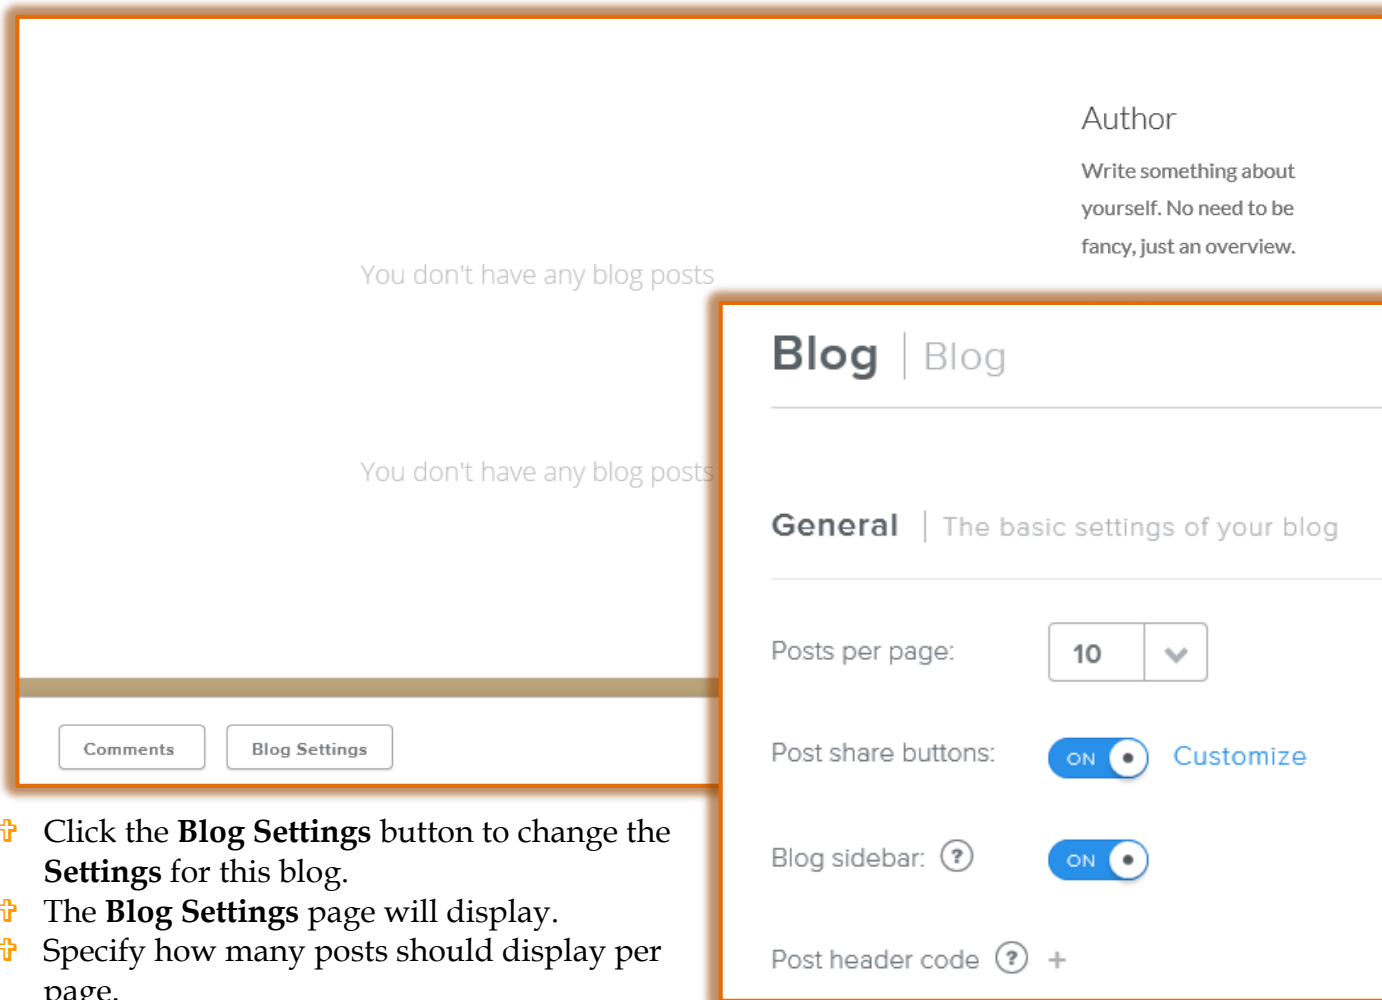 Author
Write something about
yourself. No need to be
fancy, just an overview.
You don't have any blog posts
You don't have any blog posts
Comments
Blog Settings
Blog | Blog
General | The basic settings of your blog
Posts per page: 10
Post share buttons: ON Customize
Blog sidebar: ? ON
Post header code ? +
Click the Blog Settings button to change the
Settings for this blog.
The Blog Settings page will display.
Specify how many posts should display per
page.